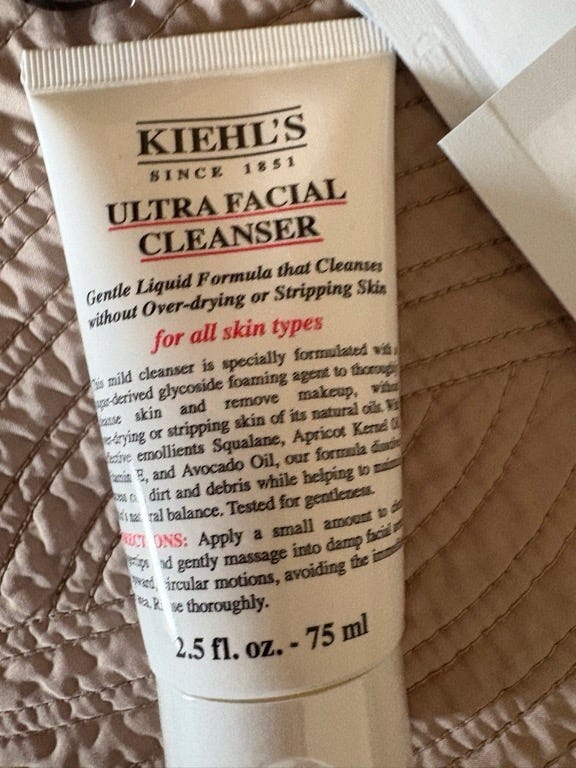 KIEHL'S
SINCE 1851
ULTRA FACIAL
CLEANSER
Gentle Liquid Formula that Cleanses
without Over-drying or Stripping Skin
for all skin types
mild cleanser is specially formulated
-derived glycoside foaming agent to
skin and remove makeup,
-drying or stripping skin of its natural oils.
emollients Squalane, Apricot Kernel
E, and Avocado Oil, our formula
dirt and debris while helping to
balance. Tested for gentleness.
Apply a small amount to
and gently massage into damp facial
circular motions, avoiding the
thoroughly.
2.5 fl. oz. - 75 ml